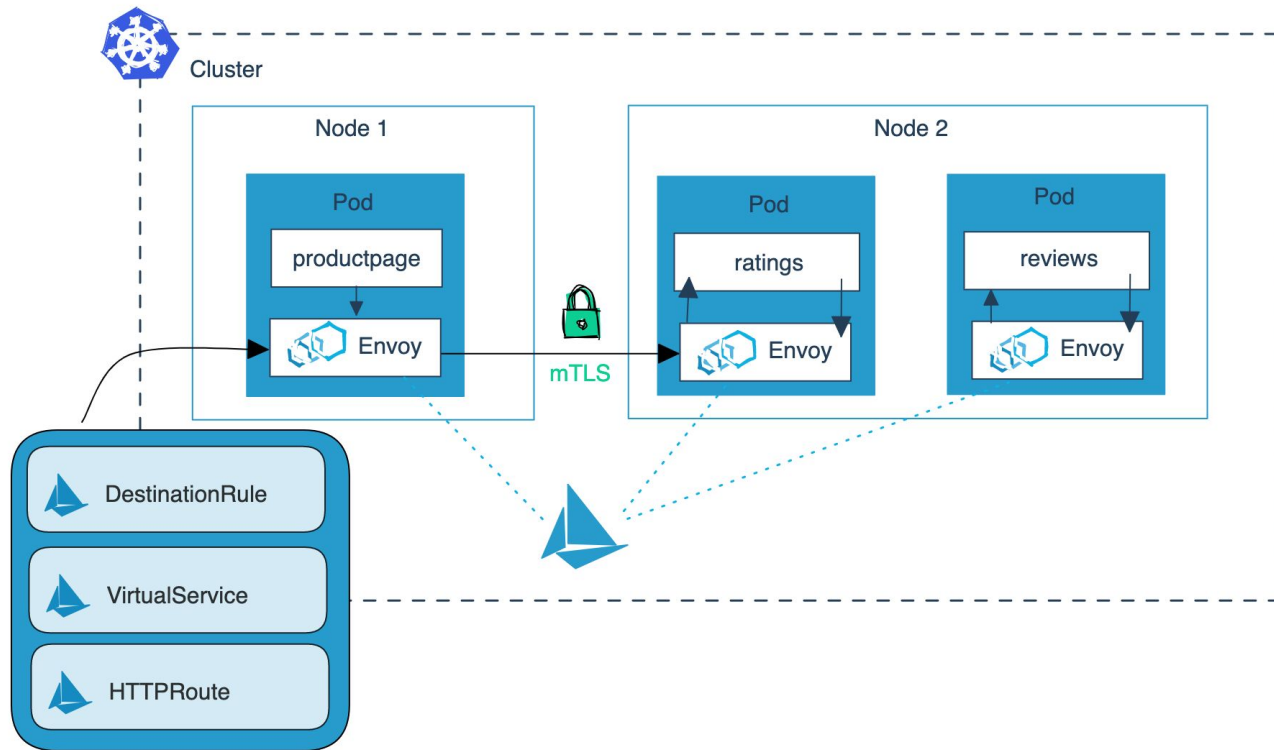 Cluster
Node 1
Node 2
Pod
Pod
Pod
productpage
ratings
reviews
Envoy
Envoy
Envoy
mTLS
DestinationRule
VirtualService
HTTPRoute